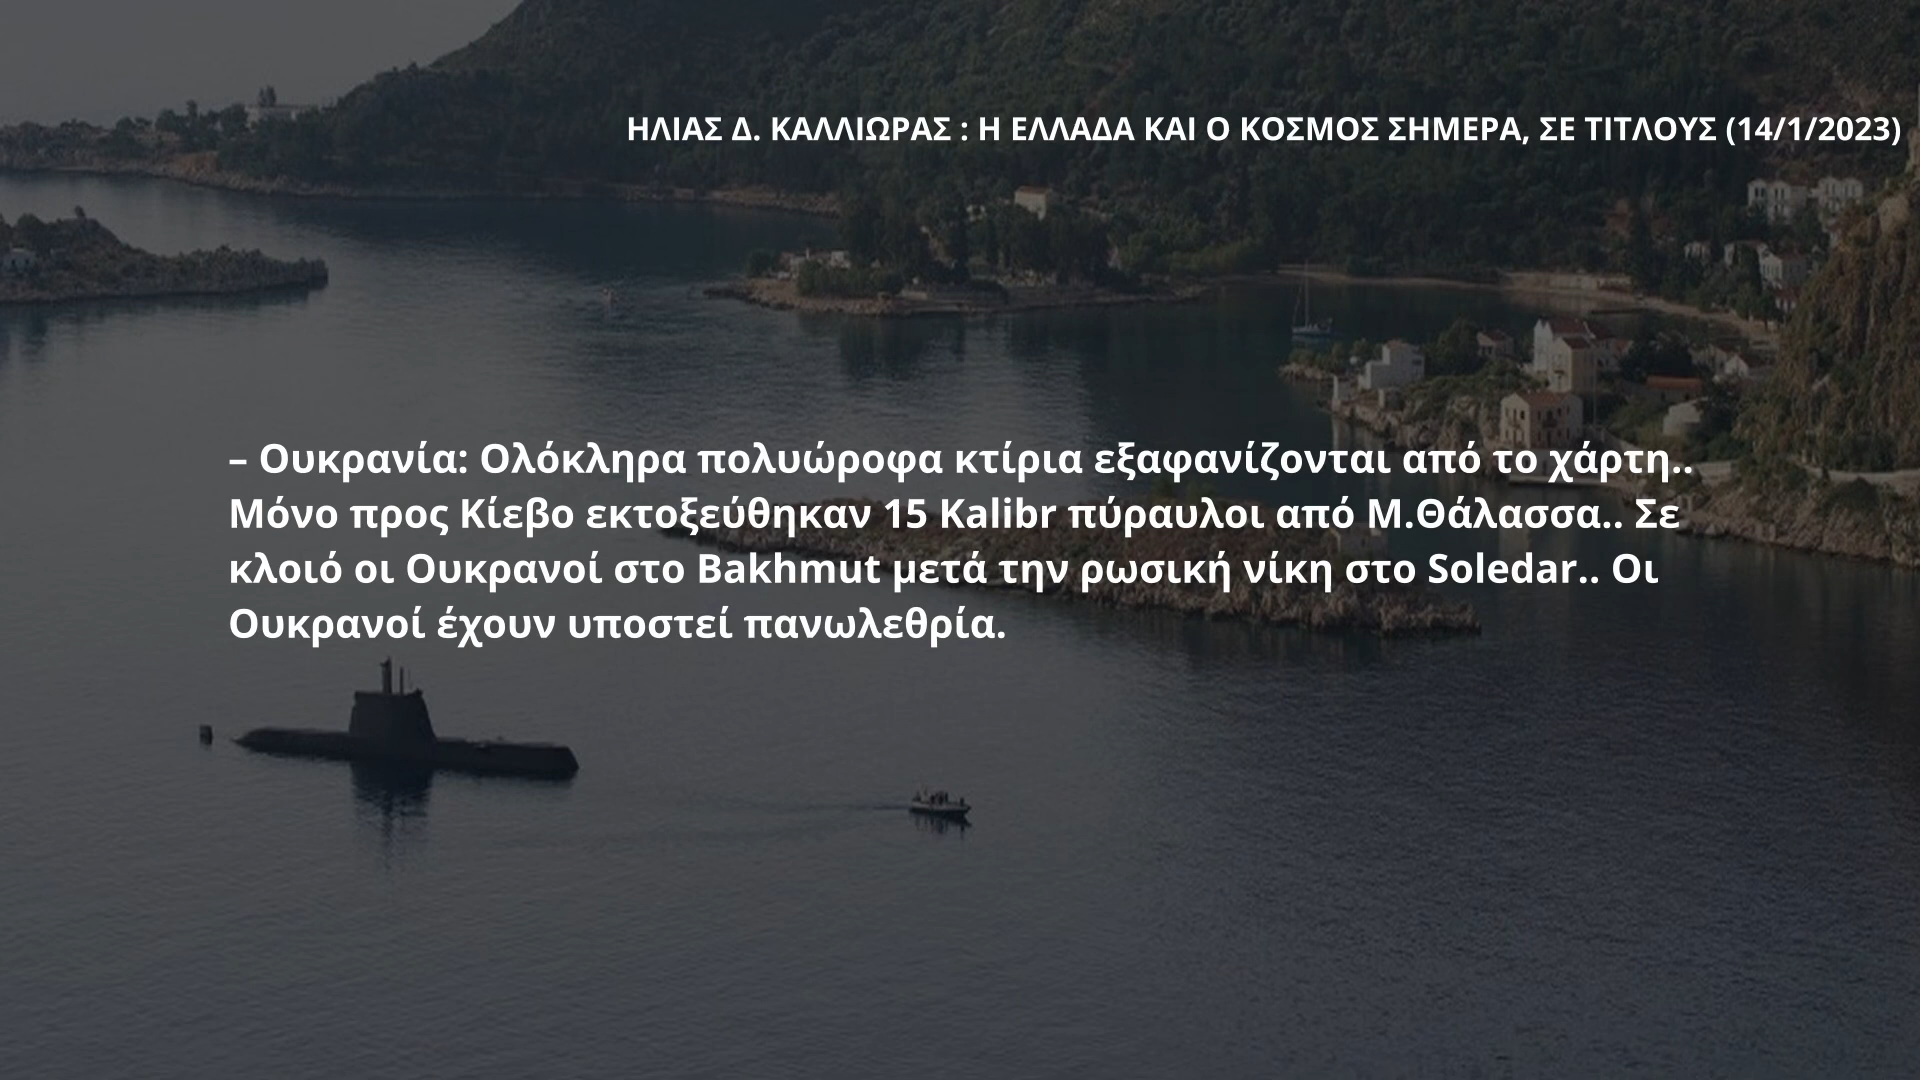 ΗΛΙΑΣ Δ. ΚΑΛΛΙΩΡΑΣ : Η ΕΛΛΑΔΑ ΚΑΙ Ο ΚΟΣΜΟΣ ΣΗΜΕΡΑ, ΣΕ ΤΙΤΛΟΥΣ (14/1/2023)
– Ουκρανία: Ολόκληρα πολυώροφα κτίρια εξαφανίζονται από το χάρτη..
Μόνο προς Κίεβο εκτοξεύθηκαν 15 Kalibr πύραυλοι από Μ.Θάλασσα.. Σε
κλοιό οι Ουκρανοί στο Bakhmut μετά την ρωσική νίκη στο Soledar.. Οι
Ουκρανοί έχουν υποστεί πανωλεθρία.